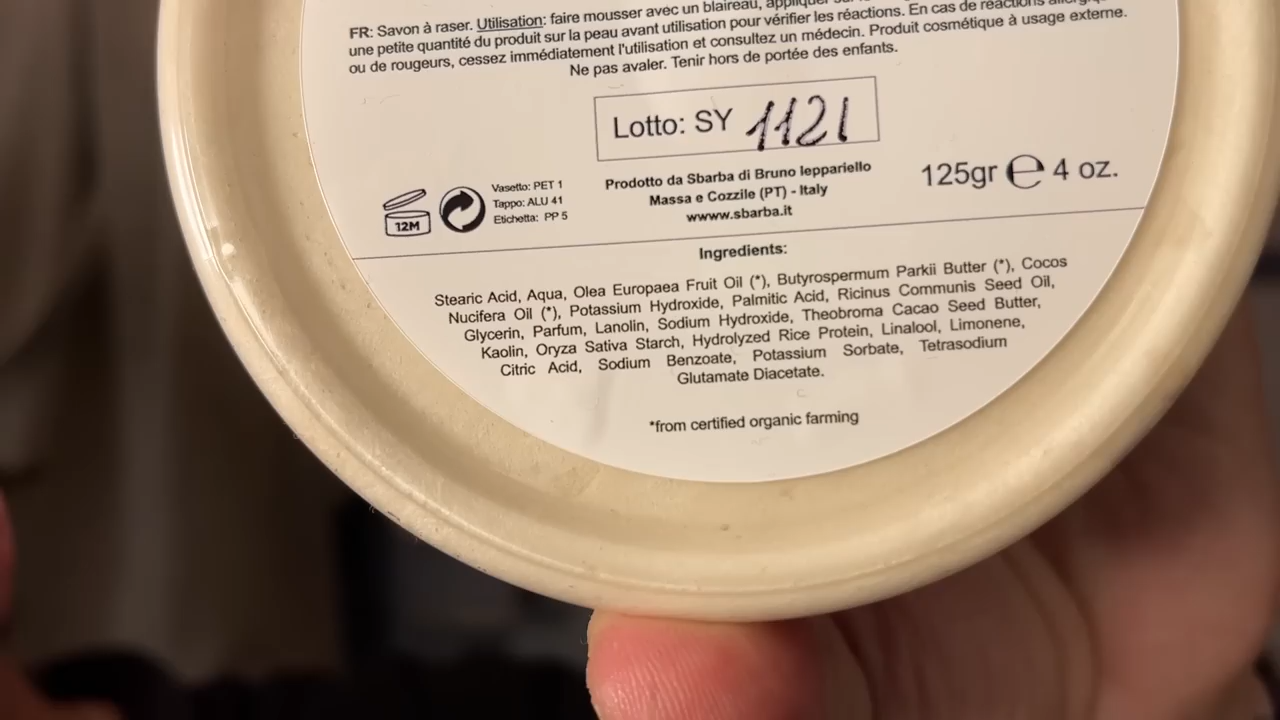 FR: Savon à raser. Utilisation: faire mousser avec un blaireau, appliquer
une petite quantité du produit sur la peau avant utilisation pour vérifier les réactions. En cas de réactions
ou de rougeurs, cessez immédiatement l'utilisation et consultez un médecin. Produit cosmétique à usage externe.
Ne pas avaler. Tenir hors de portée des enfants.
Lotto: SY 1121
12M
Vasetto: PET 1
Tappo: ALU 41
Etichetta: PP 5
Prodotto da Sbarba di Bruno Ieppariello
Massa e Cozzile (PT) - Italy
wwww.sbarba.it
125gr ℮ 4 oz.
Ingredients:
Stearic Acid, Aqua, Olea Europaea Fruit Oil (*), Butyrospermum Parkii Butter (*), Cocos
Nucifera Oil (*), Potassium Hydroxide, Palmitic Acid, Ricinus Communis Seed Oil,
Glycerin, Parfum, Lanolin, Sodium Hydroxide, Theobroma Cacao Seed Butter,
Kaolin, Oryza Sativa Starch, Hydrolyzed Rice Protein, Linalool, Limonene,
Citric Acid, Sodium Benzoate, Potassium Sorbate, Tetrasodium
Glutamate Diacetate.
*from certified organic farming